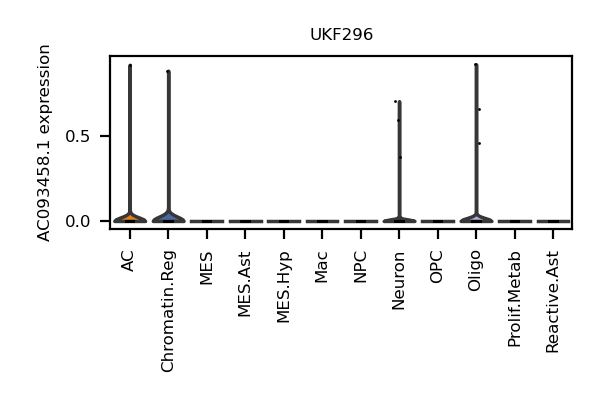 UKF296
AC093458.1 expression
0.5
0.0
AC
Chromatin.Reg
MES
MES.Ast
MES.Hyp
Mac
NPC
Neuron
OPC
Oligo
Prolif.Metab
Reactive.Ast